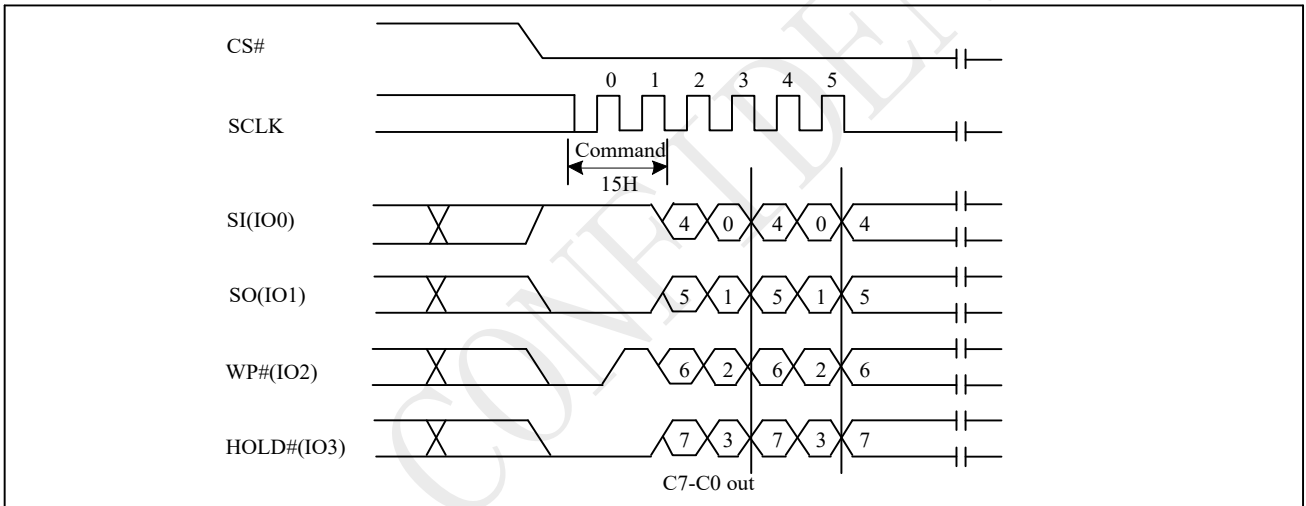 CONFIDEN
CS#
0 1 2 3 4 5
SCLK
Command
15H
SI(IO0) 4 0 4 0 4
SO(IO1) 5 1 5 1 5
WP#(IO2) 6 2 6 2 6
HOLD#(IO3) 7 3 7 3 7
C7-C0 out